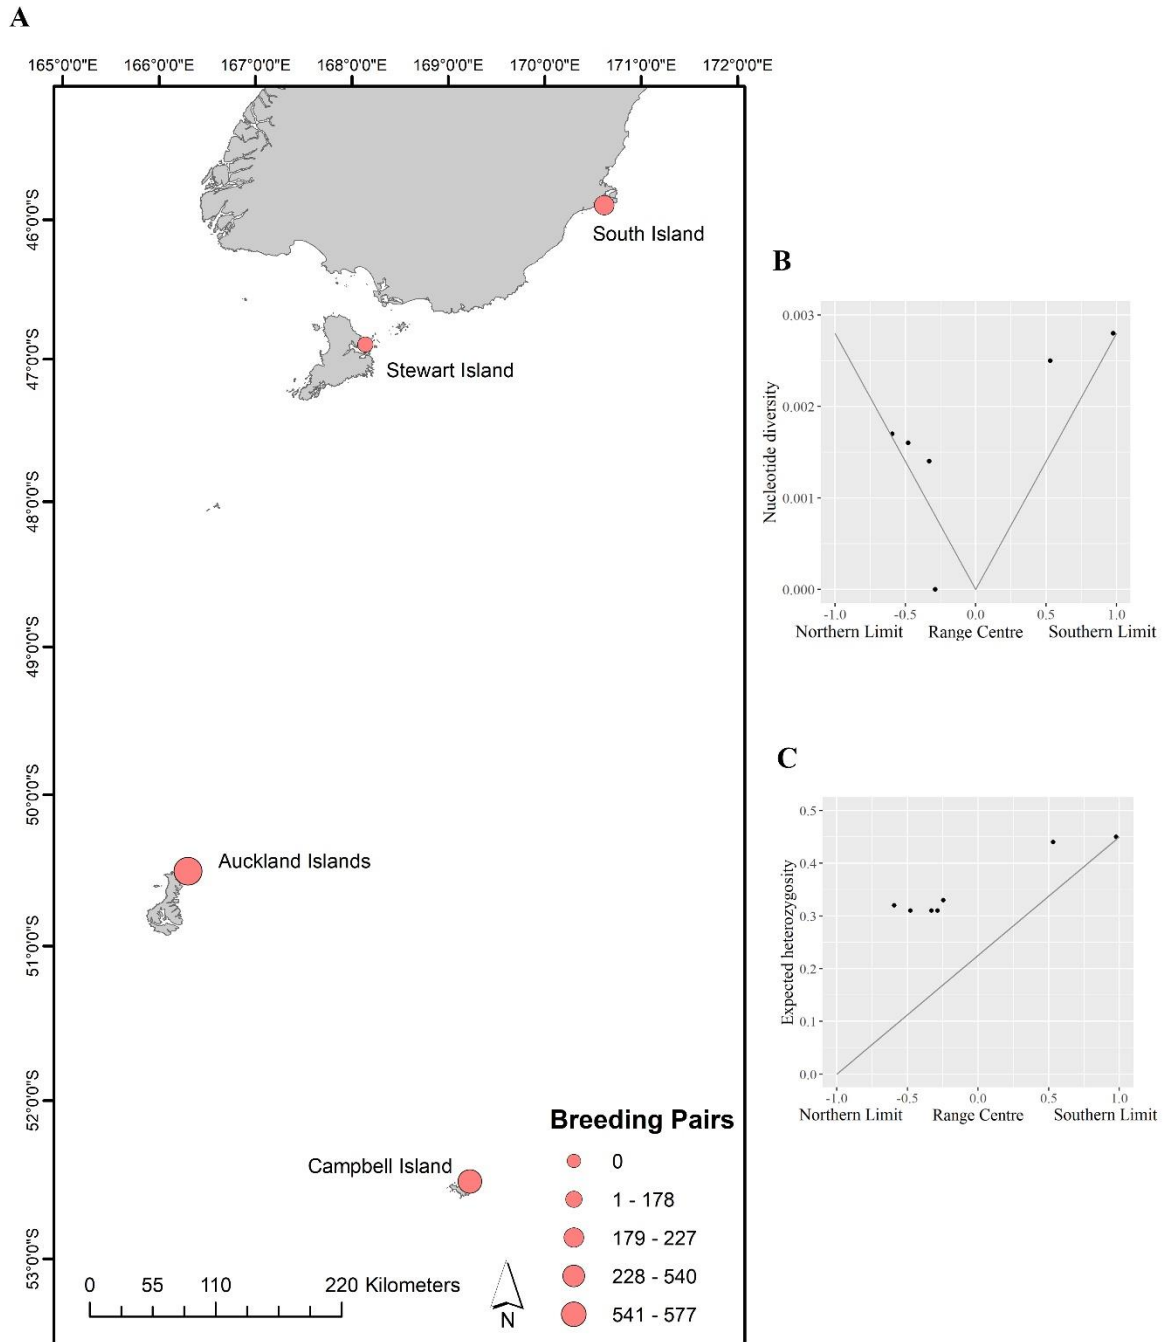 A
165°0'0"E 166°0'0"E 167°0'0"E 168°0'0"E 169°0'0"E 170°0'0"E 171°0'0"E 172°0'0"E
46°0'0"S
47°0'0"S
48°0'0"S
49°0'0"S
50°0'0"S
51°0'0"S
52°0'0"S
53°0'0"S
South Island
Stewart Island
Auckland Islands
Campbell Island
Breeding Pairs
0
1 - 178
179 - 227
228 - 540
541 - 577
0 55 110 220 Kilometers
N
B
Nucleotide diversity
0.003
0.002
0.001
0.000
-1.0 -0.5 0.0 0.5 1.0
Northern Limit Range Centre Southern Limit
C
Expected heterozygosity
0.5
0.4
0.3
0.2
0.1
0.0
-1.0 -0.5 0.0 0.5 1.0
Northern Limit Range Centre Southern Limit